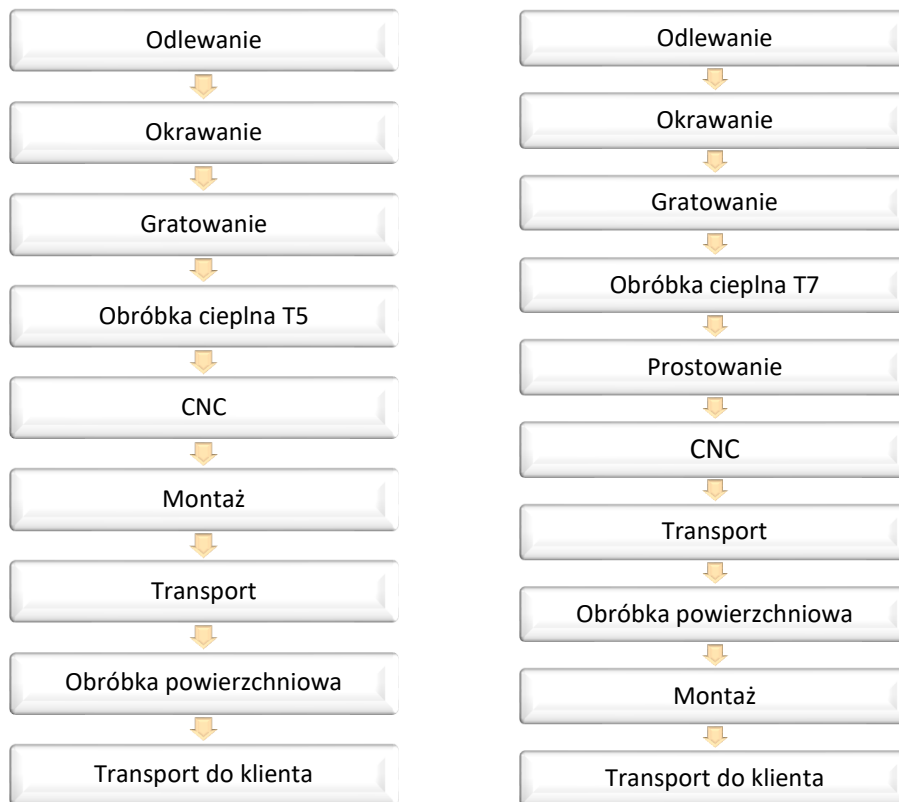 Odlewanie
Okrawanie
Gratowanie
Obróbka cieplna T5
CNC
Montaż
Transport
Obróbka powierzchniowa
Transport do klienta
Odlewanie
Okrawanie
Gratowanie
Obróbka cieplna T7
Prostowanie
CNC
Transport
Obróbka powierzchniowa
Montaż
Transport do klienta